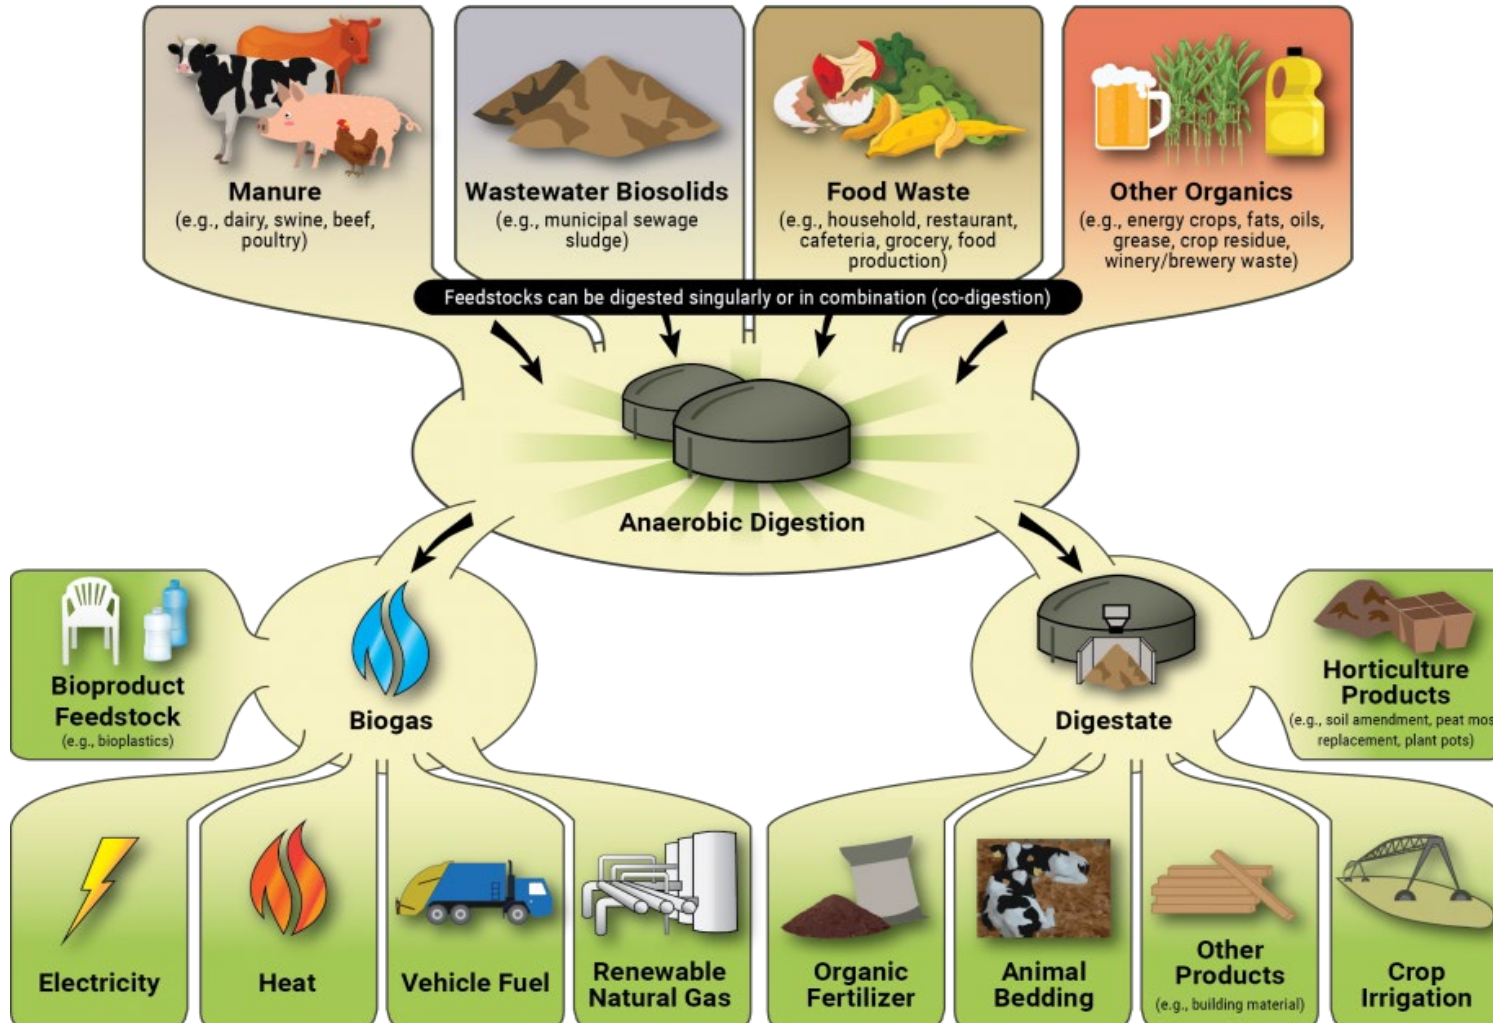 Manure
(e.g., dairy, swine, beef,
poultry)
Wastewater Biosolids
(e.g., municipal sewage
sludge)
Food Waste
(e.g., household, restaurant,
cafeteria, grocery, food
production)
Other Organics
(e.g., energy crops, fats, oils,
grease, crop residue,
winery/brewery waste)
Feedstocks can be digested singularly or in combination (co-digestion)
Anaerobic Digestion
Bioproduct
Feedstock
(e.g., bioplastics)
Biogas
Digestate
Horticulture
Products
(e.g., soil amendment, peat mos
replacement, plant pots)
Electricity
Heat
Vehicle Fuel
Renewable
Natural Gas
Organic
Fertilizer
Animal
Bedding
Other
Products
(e.g., building material)
Crop
Irrigation